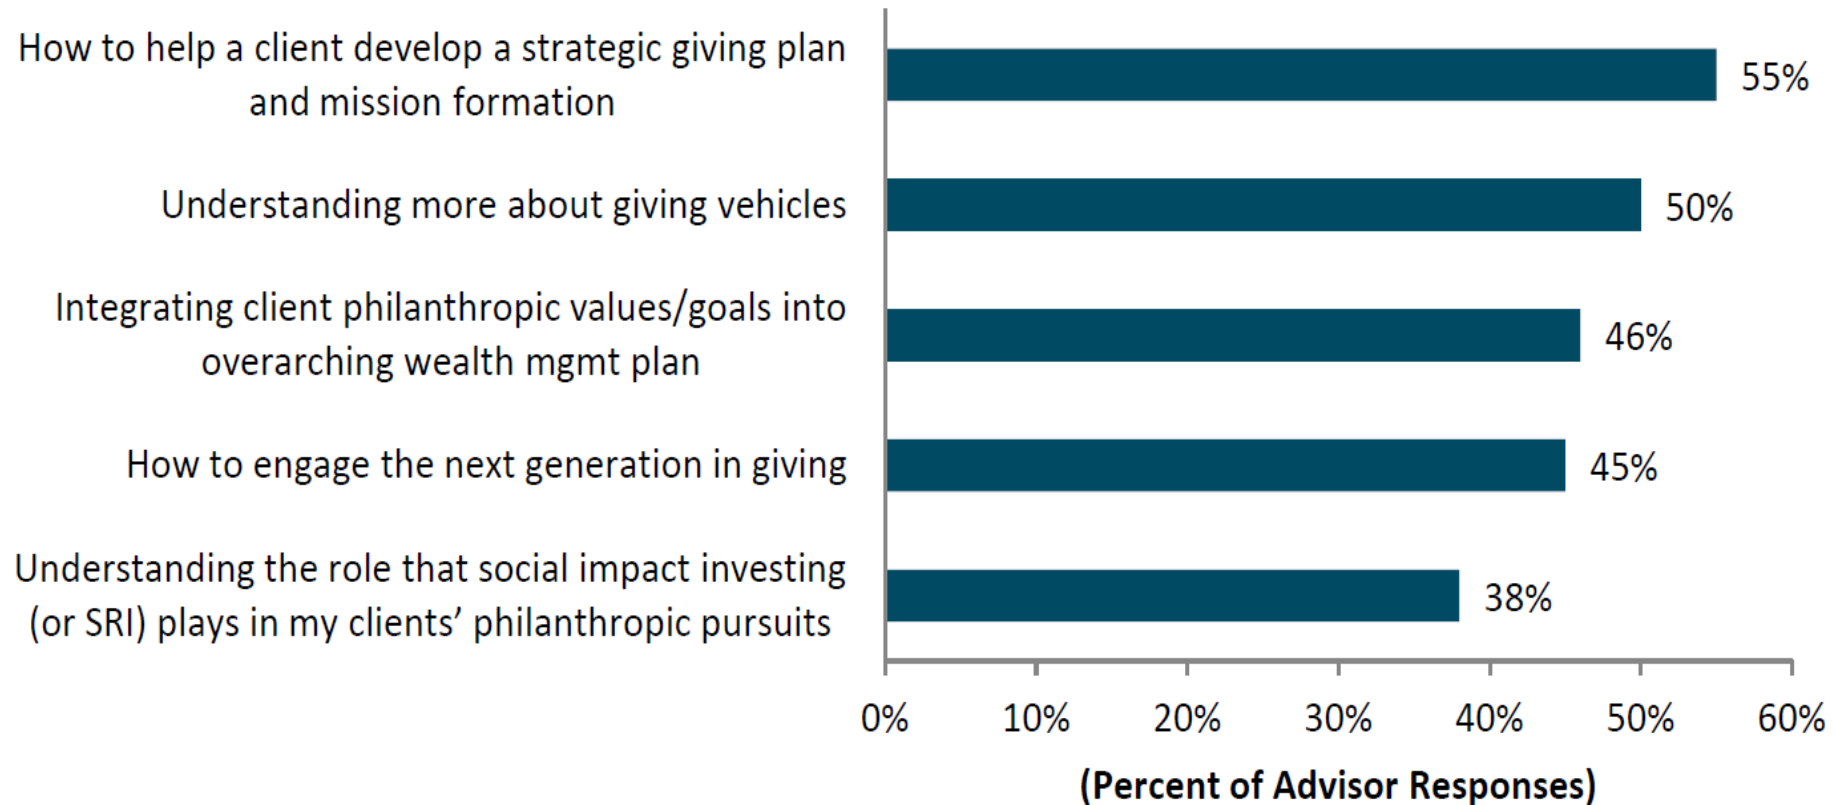 How to help a client develop a strategic giving plan
and mission formation
55%
Understanding more about giving vehicles
50%
Integrating client philanthropic values/goals into
overarching wealth mgmt plan
46%
How to engage the next generation in giving
45%
Understanding the role that social impact investing
(or SRI) plays in my clients’ philanthropic pursuits
38%
0% 10% 20% 30% 40% 50% 60%
(Percent of Advisor Responses)